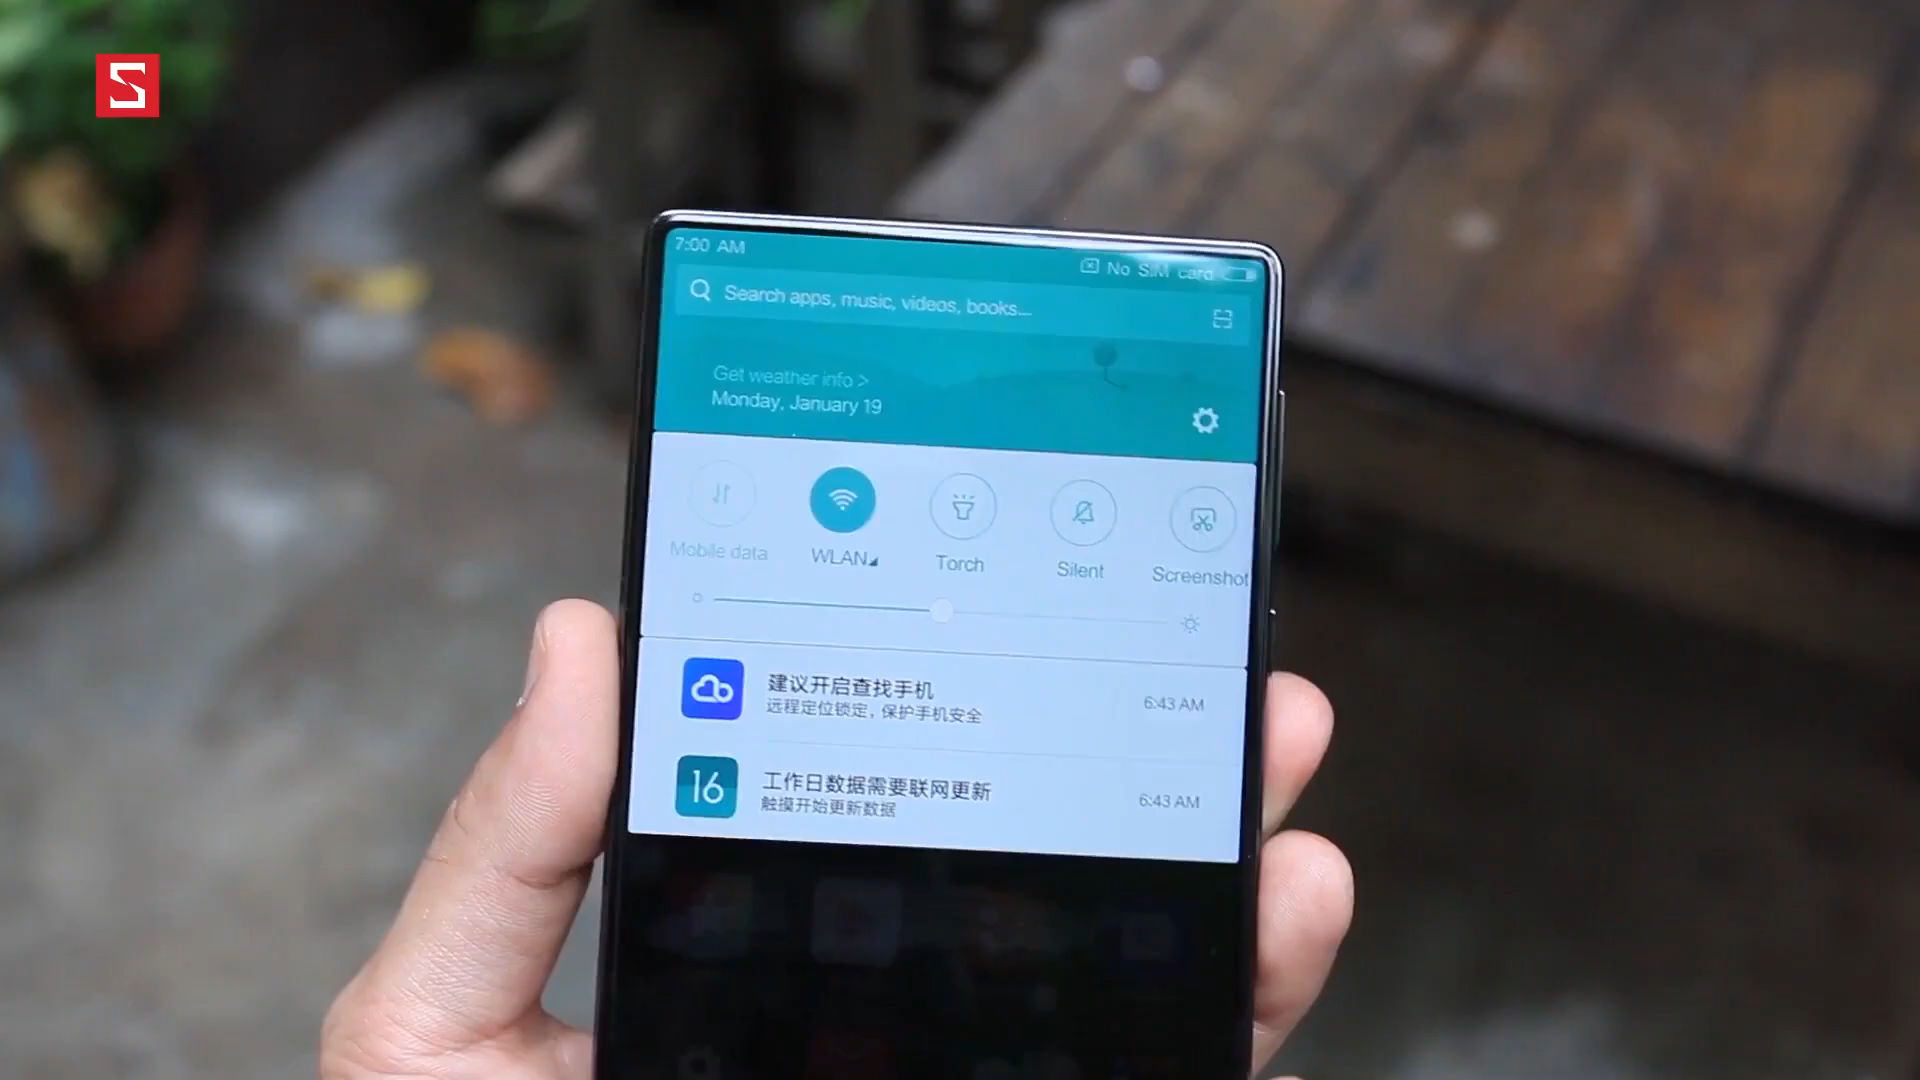 S
7:00 AM
No SIM card
Search apps, music, videos, books...
Get weather info >
Monday, January 19
Mobile data
WLAN
Torch
Silent
Screenshot
建议开启查找手机
远程定位锁定，保护手机安全
6:43 AM
16
工作日数据需要联网更新
触摸开始更新数据
6:43 AM